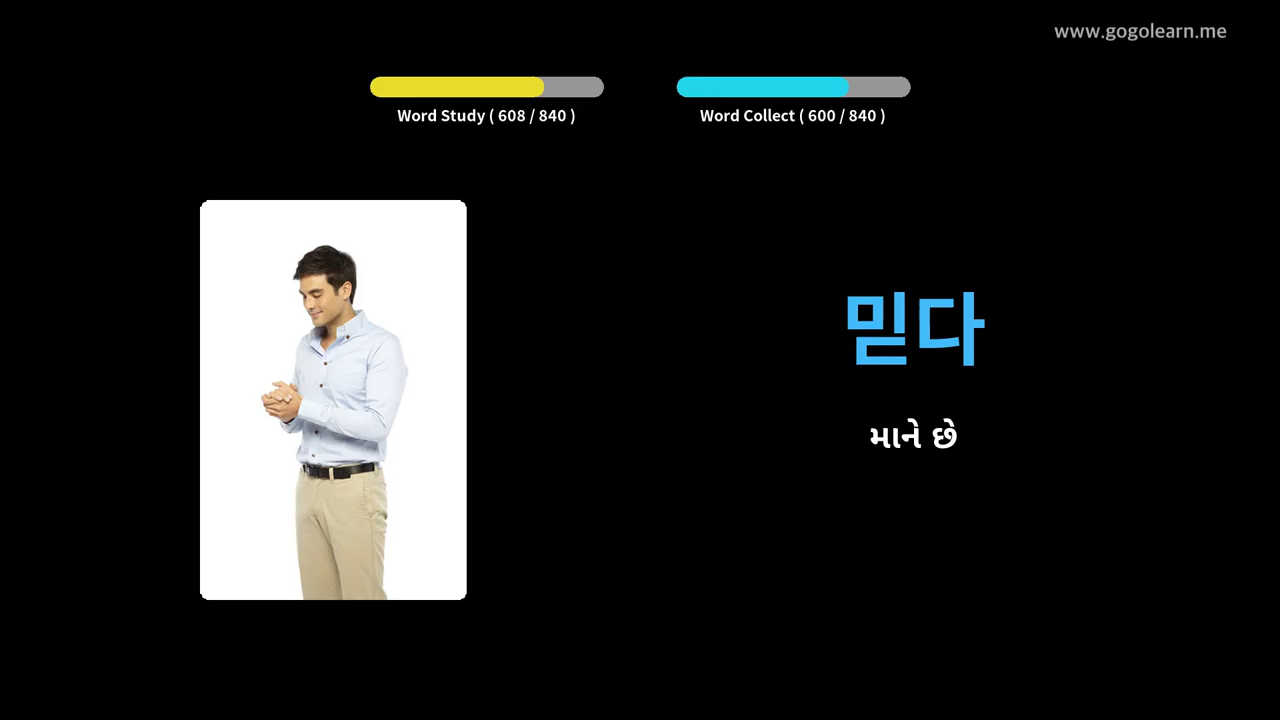 www.gogolearn.me
Word Study ( 608 / 840 )
Word Collect ( 600 / 840 )
믿다
માને છે